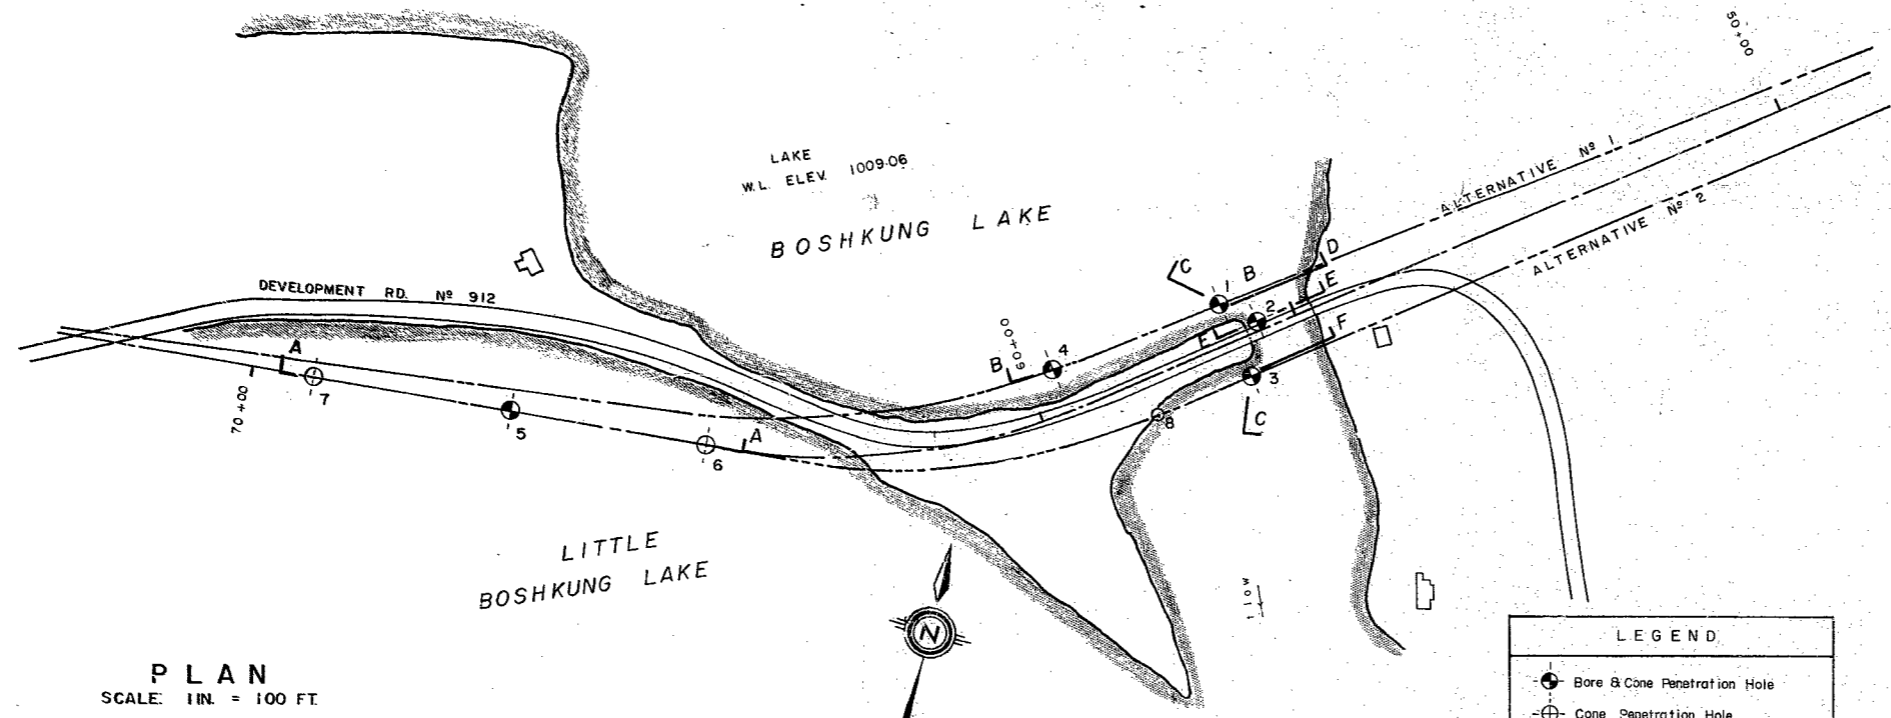 50+00
LAKE
W.L. ELEV. 1009.06
BOSHKUNG LAKE
ALTERNATIVE Nº 1
ALTERNATIVE Nº 2
DEVELOPMENT RD. Nº 912
C
B
D
1
2
E
E
F
60+00
B
4
3
C
8
A
7
70+00
5
A
6
LITTLE
BOSHKUNG LAKE
FLOW
N
PLAN
SCALE: 1 IN. = 100 FT.
LEGEND
Bore & Cone Penetration Hole
Cone Penetration Hole